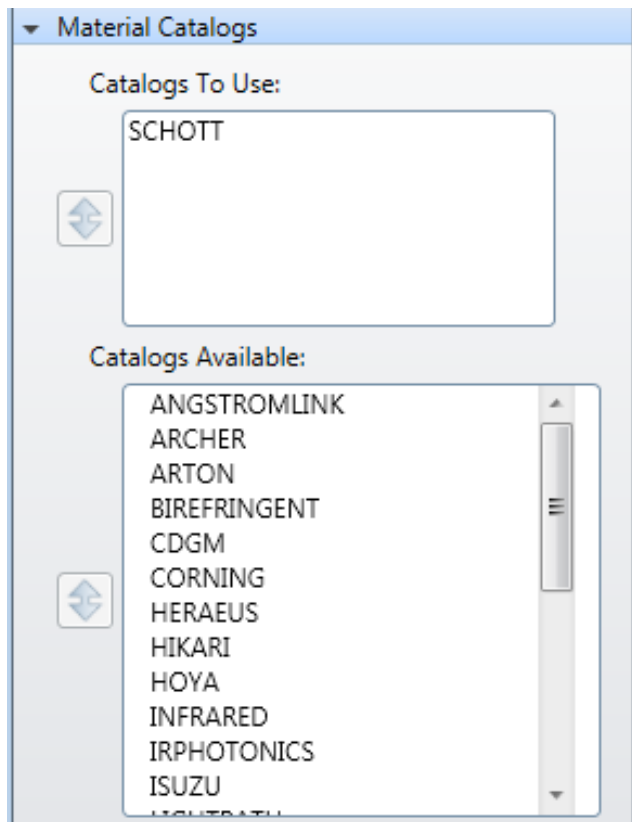 Material Catalogs
Catalogs To Use:
SCHOTT
Catalogs Available:
ANGSTROMLINK
ARCHER
ARTON
BIREFRINGENT
CDGM
CORNING
HERAEUS
HIKARI
HOYA
INFRARED
IRPHOTONICS
ISUZU